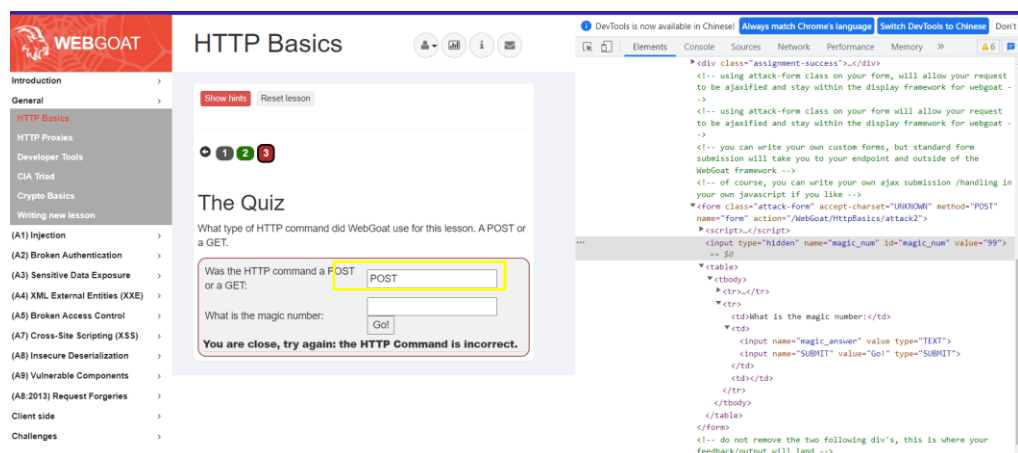 WEBGOAT
Introduction
General
HTTP Basics
HTTP Proxies
Developer Tools
CIA Triad
Crypto Basics
Writing new lesson
(A1) Injection
(A2) Broken Authentication
(A3) Sensitive Data Exposure
(A4) XML External Entities (XXE)
(A5) Broken Access Control
(A7) Cross-Site Scripting (XSS)
(A8) Insecure Deserialization
(A9) Vulnerable Components
(A8:2013) Request Forgeries
Client side
Challenges
HTTP Basics
Show hints Reset lesson
1 2 3
The Quiz
What type of HTTP command did WebGoat use for this lesson. A POST or
a GET.
Was the HTTP command a POST
or a GET:
POST
What is the magic number:
Go!
You are close, try again: the HTTP Command is incorrect.
DevTools is now available in Chinese! Always match Chrome's language Switch DevTools to Chinese Don't
Elements Console Sources Network Performance Memory » 6
<div class="assignment-success">…</div>
<!-- using attack-form class on your form, will allow your request
to be ajaxified and stay within the display framework for webgoat -
->
<!-- using attack-form class on your form will allow your request
to be ajaxified and stay within the display framework for webgoat -
->
<!-- you can write your own custom forms, but standard form
submission will take you to your endpoint and outside of the
WebGoat framework -->
<!-- of course, you can write your own ajax submission /handling in
your own javascript if you like -->
<form class="attack-form" accept-charset="UNKNOWN" method="POST"
name="form" action="/WebGoat/HttpBasics/attack2">
<script>…</script>
<input type="hidden" name="magic_num" id="magic_num" value="99">
== $0
<table>
<tbody>
<tr>…</tr>
<tr>
<td>What is the magic number:</td>
<td>
<input name="magic_answer" value type="TEXT">
<input name="SUBMIT" value="Go!" type="SUBMIT">
</td>
<td></td>
</tr>
</tbody>
</table>
</form>
<!-- do not remove the two following div's, this is where your
feedback/output will land -->